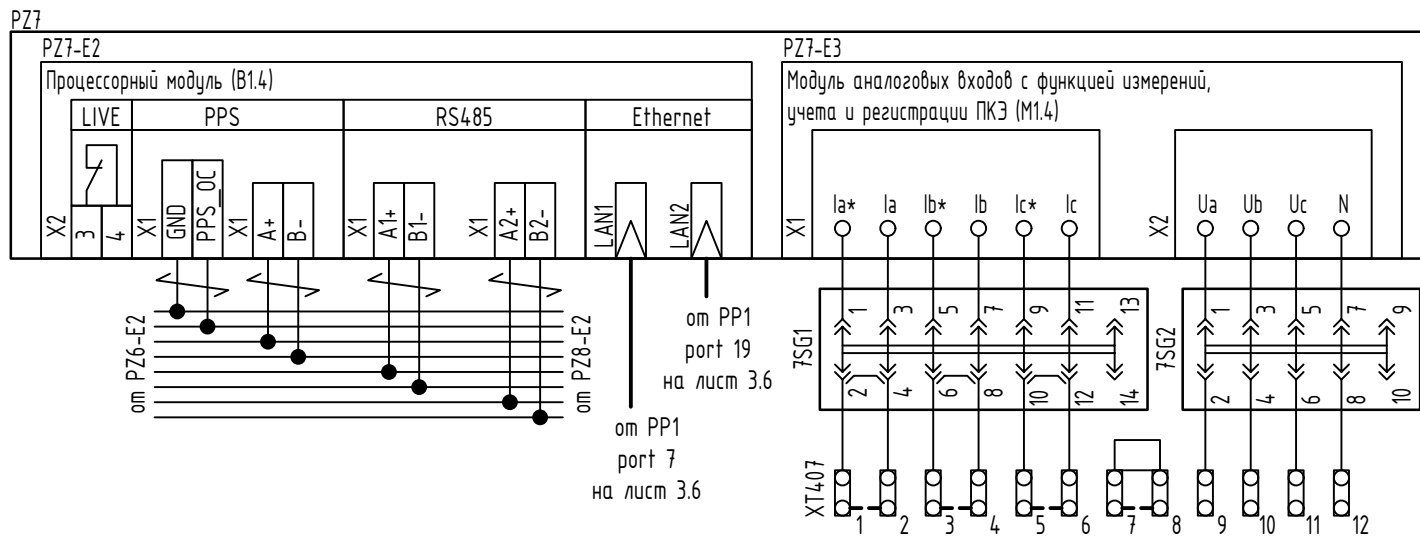 PZ7
PZ7-E2
PZ7-E3
Процессорный модуль (В1.4)
Модуль аналоговых входов с функцией измерений,
учета и регистрации ПКЭ (М1.4)
LIVE PPS RS485 Ethernet
X2 3 4
X1 GND PPS_OC
X1 A+ B-
X1 A1+ B1-
X1 A2+ B2-
LAN1
LAN2
X1 Ia* Ia Ib* Ib Ic* Ic
X2 Ua Ub Uc N
от PZ6-E2
от PZ8-E2
от PP1
port 19
на лист 3.6
от PP1
port 7
на лист 3.6
7SG1
1 3 5 7 9 11 13
2 4 6 8 10 12 14
7SG2
1 3 5 7 9
2 4 6 8 10
XT407
1 2 3 4 5 6 7 8 9 10 11 12